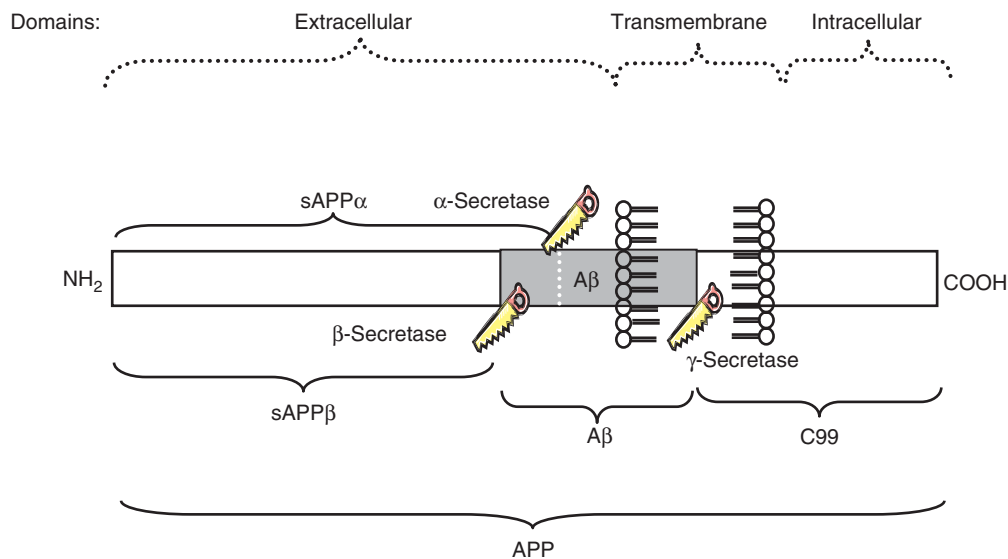 Domains: Extracellular Transmembrane Intracellular
sAPPα α-Secretase
NH2 Aβ COOH
β-Secretase γ-Secretase
sAPPβ Aβ C99
APP